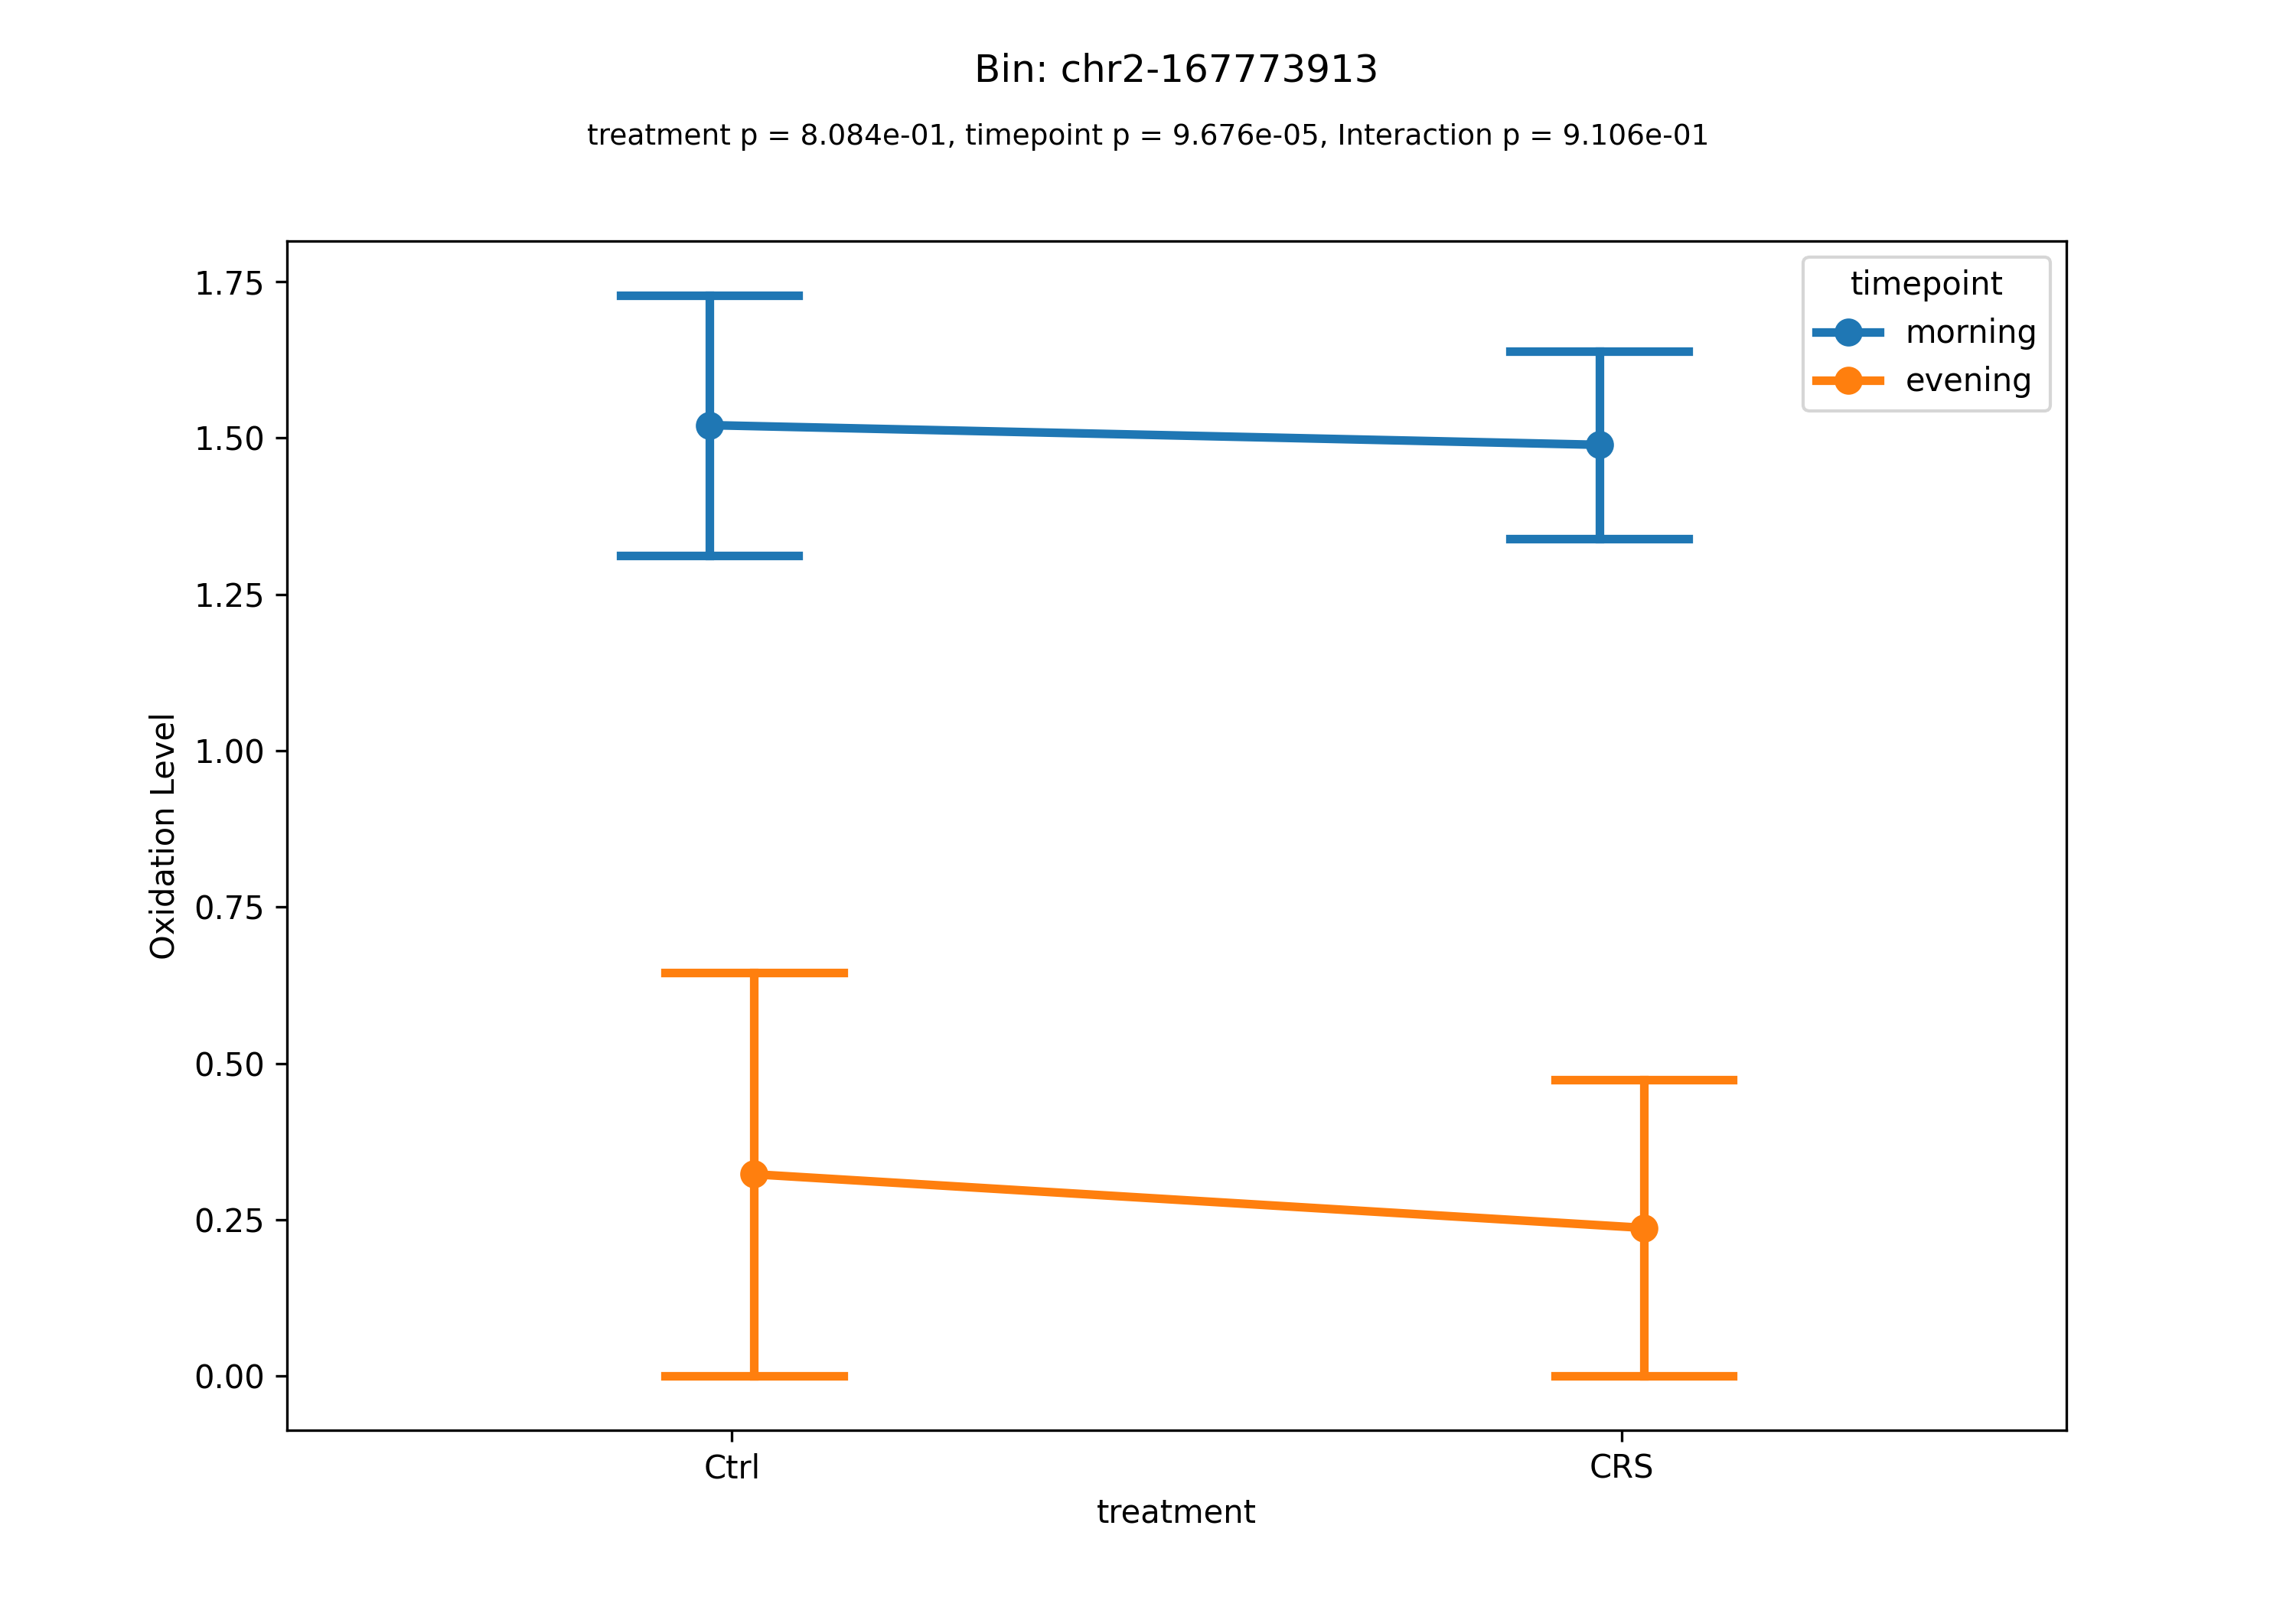 Bin: chr2-167773913
treatment p = 8.084e-01, timepoint p = 9.676e-05, Interaction p = 9.106e-01
timepoint
morning
evening
1.75
1.50
1.25
1.00
0.75
0.50
0.25
0.00
Oxidation Level
Ctrl
CRS
treatment